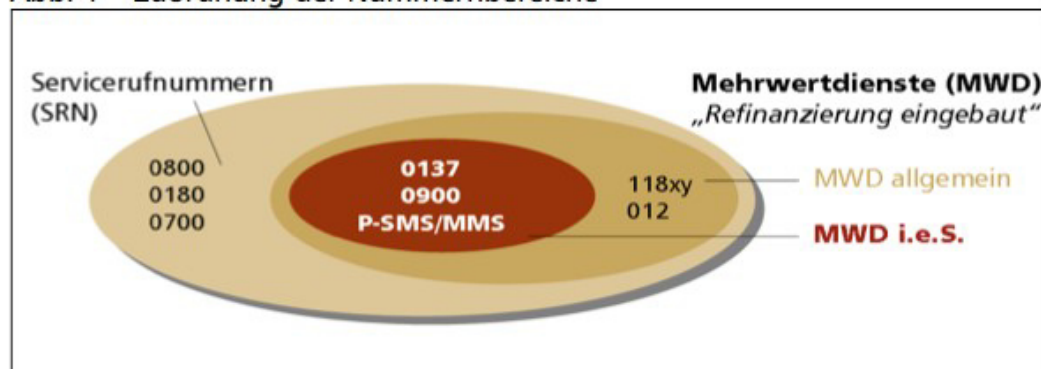 Servicerufnummern
(SRN)
0800
0180
0700
0137
0900
P-SMS/MMS
118xy
012
Mehrwertdienste (MWD)
„Refinanzierung eingebaut“
MWD allgemein
MWD i.e.S.